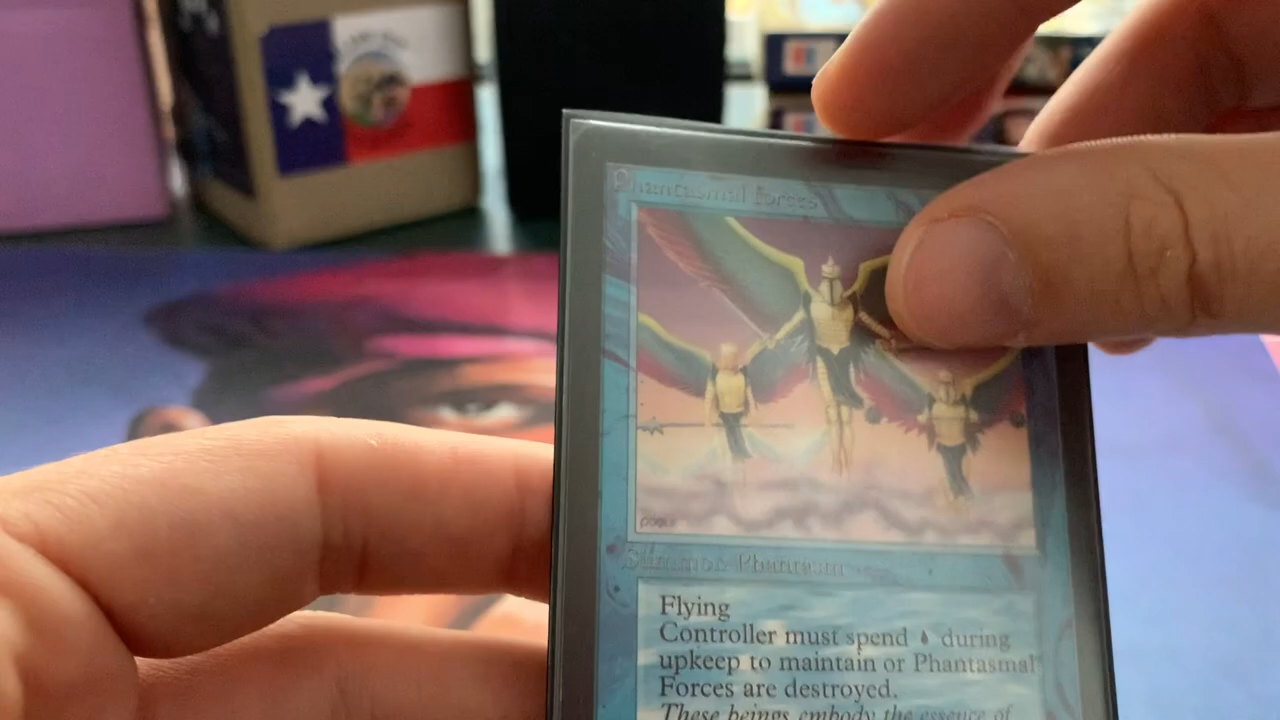 Phantasmal Forces
Summon Phantasm
Flying
Controller must spend during
upkeep to maintain or Phantasmal
Forces are destroyed.
These beings embody the essence of